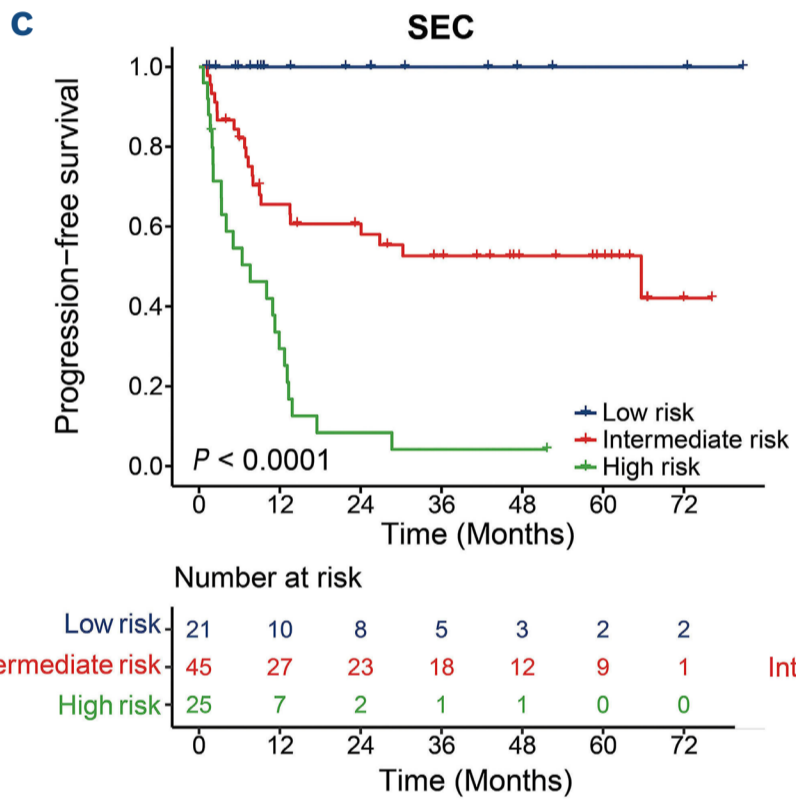 C
SEC
Progression−free survival
1.0
0.8
0.6
0.4
0.2
0.0
P < 0.0001
Low risk
Intermediate risk
High risk
0 12 24 36 48 60 72
Time (Months)
Number at risk
Low risk 21 10 8 5 3 2 2
ermediate risk 45 27 23 18 12 9 1 Int
High risk 25 7 2 1 1 0 0
0 12 24 36 48 60 72
Time (Months)